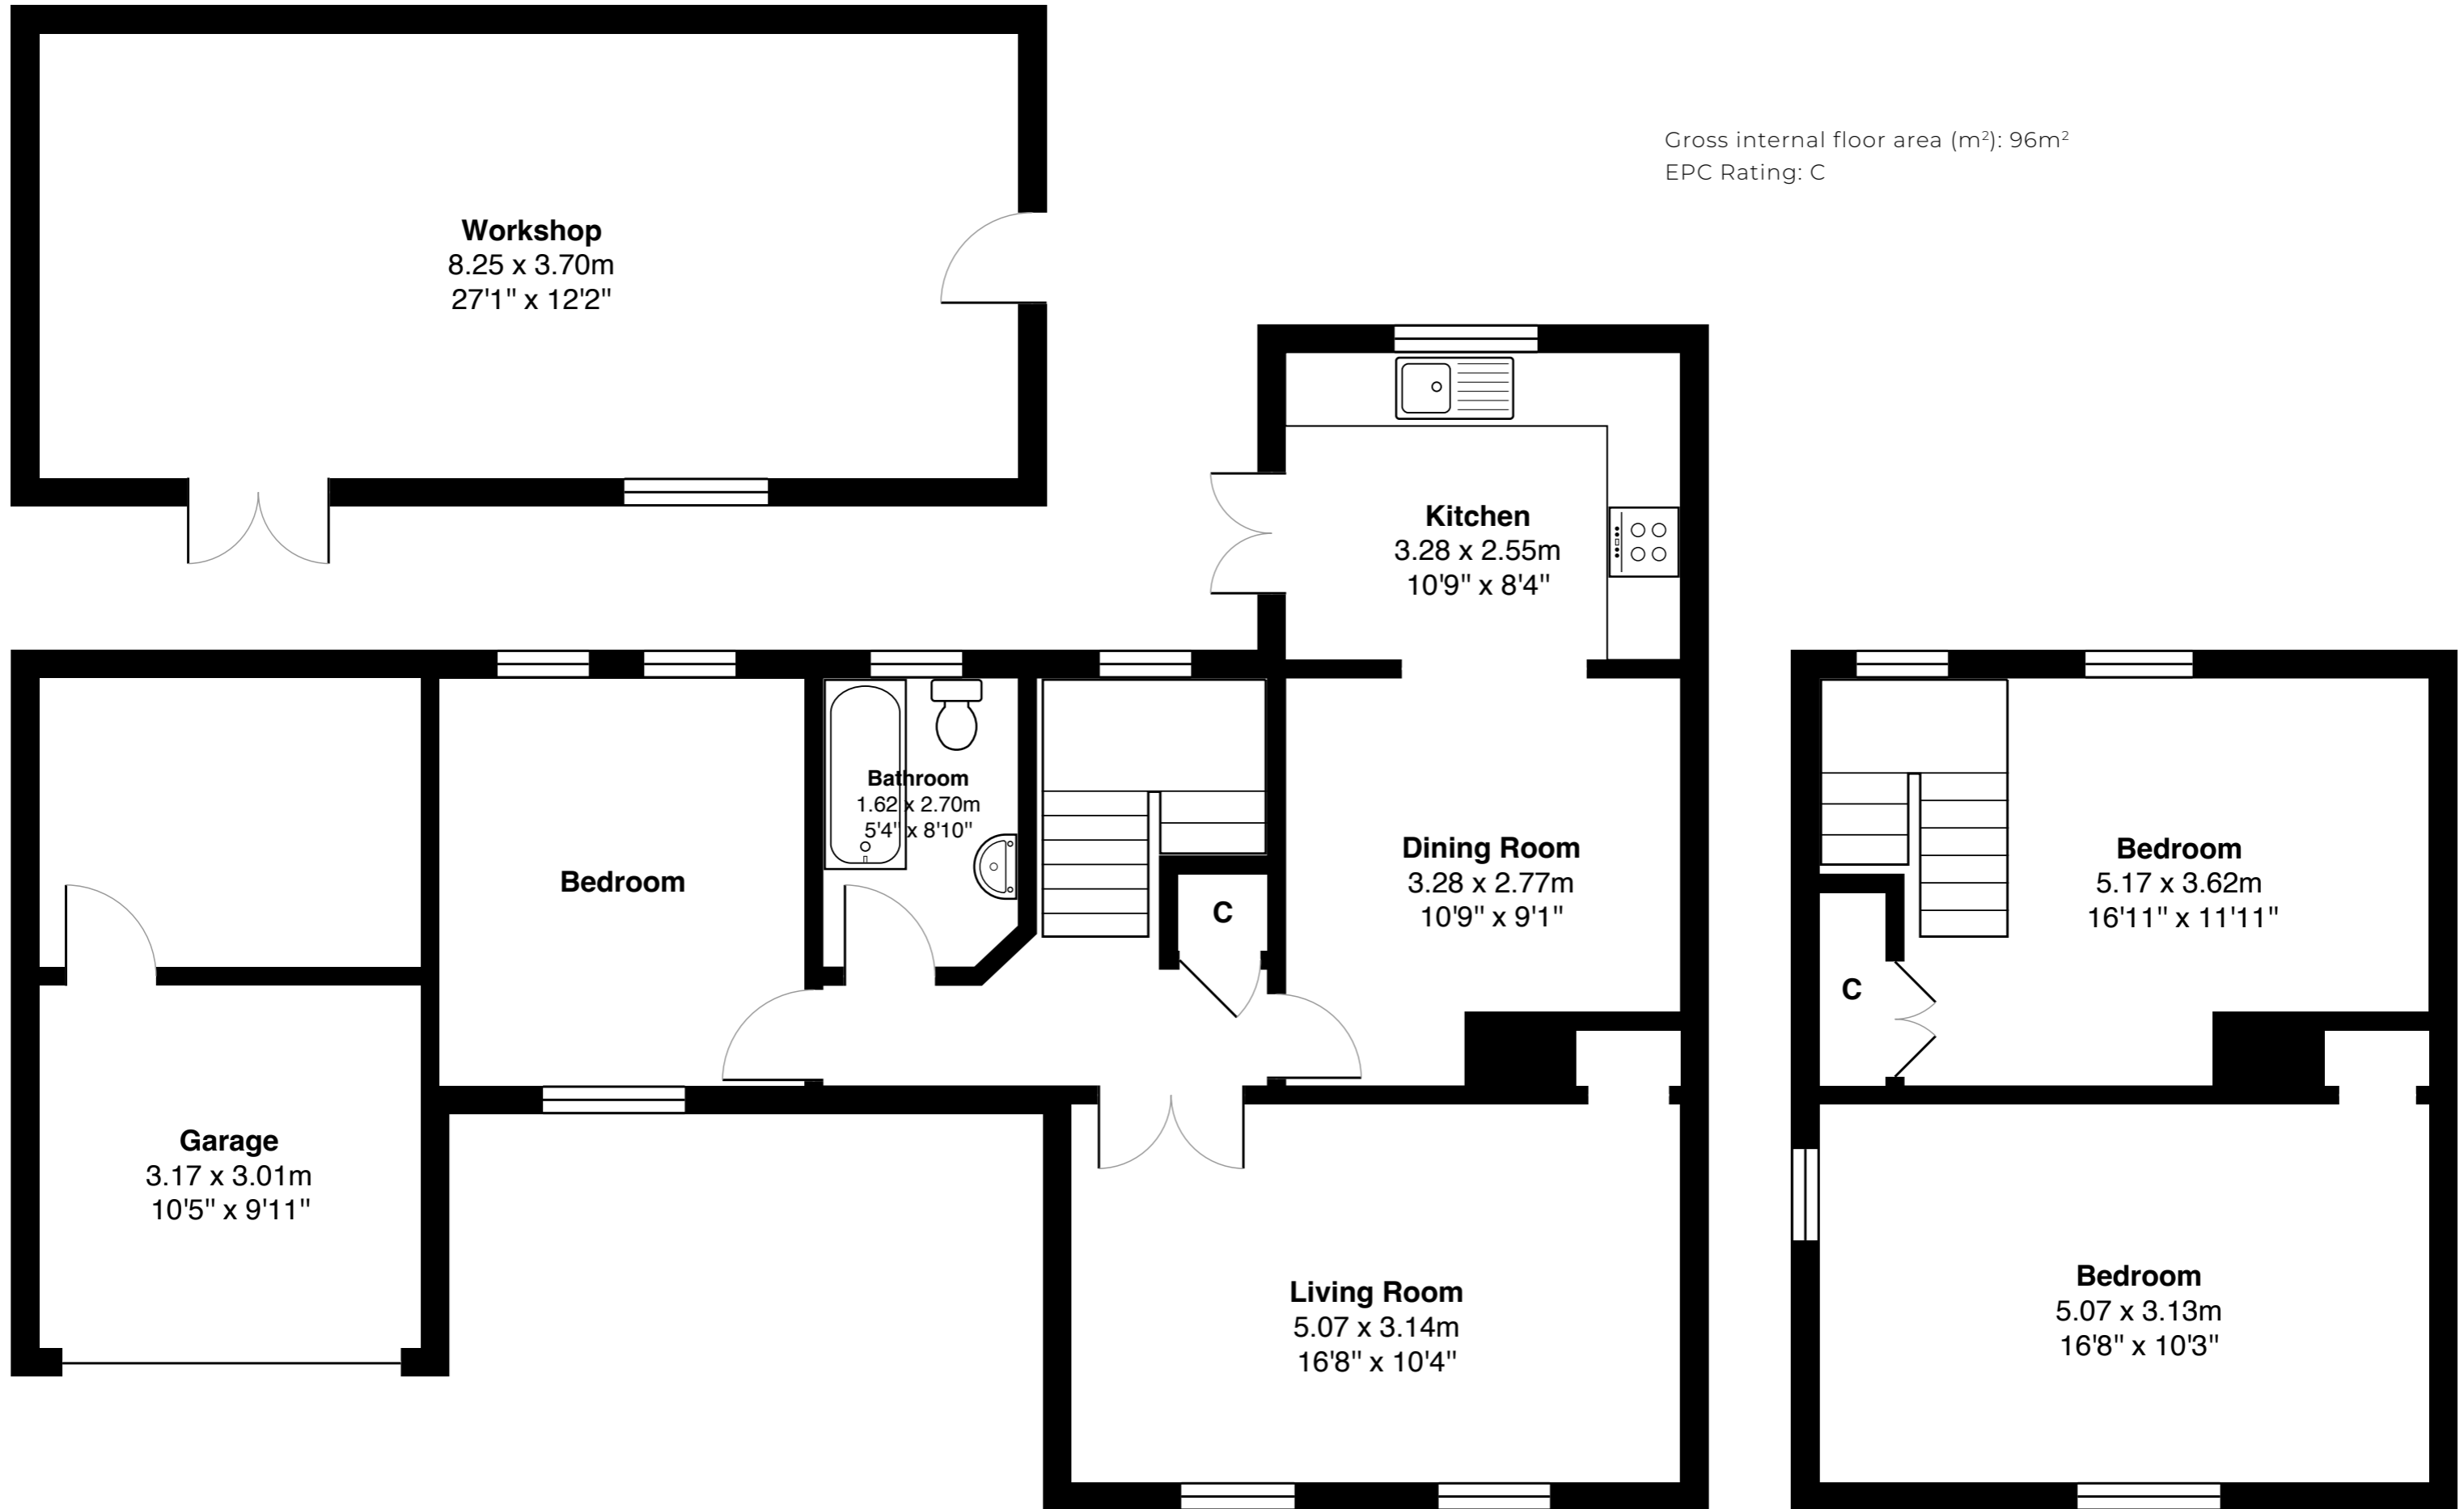 Gross internal floor area (m²): 96m²
EPC Rating: C
Workshop
8.25 x 3.70m
27'1" x 12'2"
Kitchen
3.28 x 2.55m
10'9" x 8'4"
Bathroom
1.62 x 2.70m
5'4" x 8'10"
Bedroom
C
Dining Room
3.28 x 2.77m
10'9" x 9'1"
Bedroom
5.17 x 3.62m
16'11" x 11'11"
C
Garage
3.17 x 3.01m
10'5" x 9'11"
Living Room
5.07 x 3.14m
16'8" x 10'4"
Bedroom
5.07 x 3.13m
16'8" x 10'3"